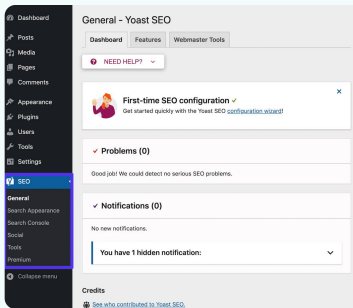 Dashboard
Posts
Media
Pages
Comments
Appearance
Plugins
Users
Tools
Settings
SEO
General
Search Appearance
Search Console
Social
Tools
Premium
Collapse menu
General - Yoast SEO
Dashboard Features Webmaster Tools
NEED HELP?
First-time SEO configuration
Get started quickly with the Yoast SEO configuration wizard!
Problems (0)
Good job! We could detect no serious SEO problems.
Notifications (0)
No new notifications.
You have 1 hidden notification:
Credits
See who contributed to Yoast SEO.